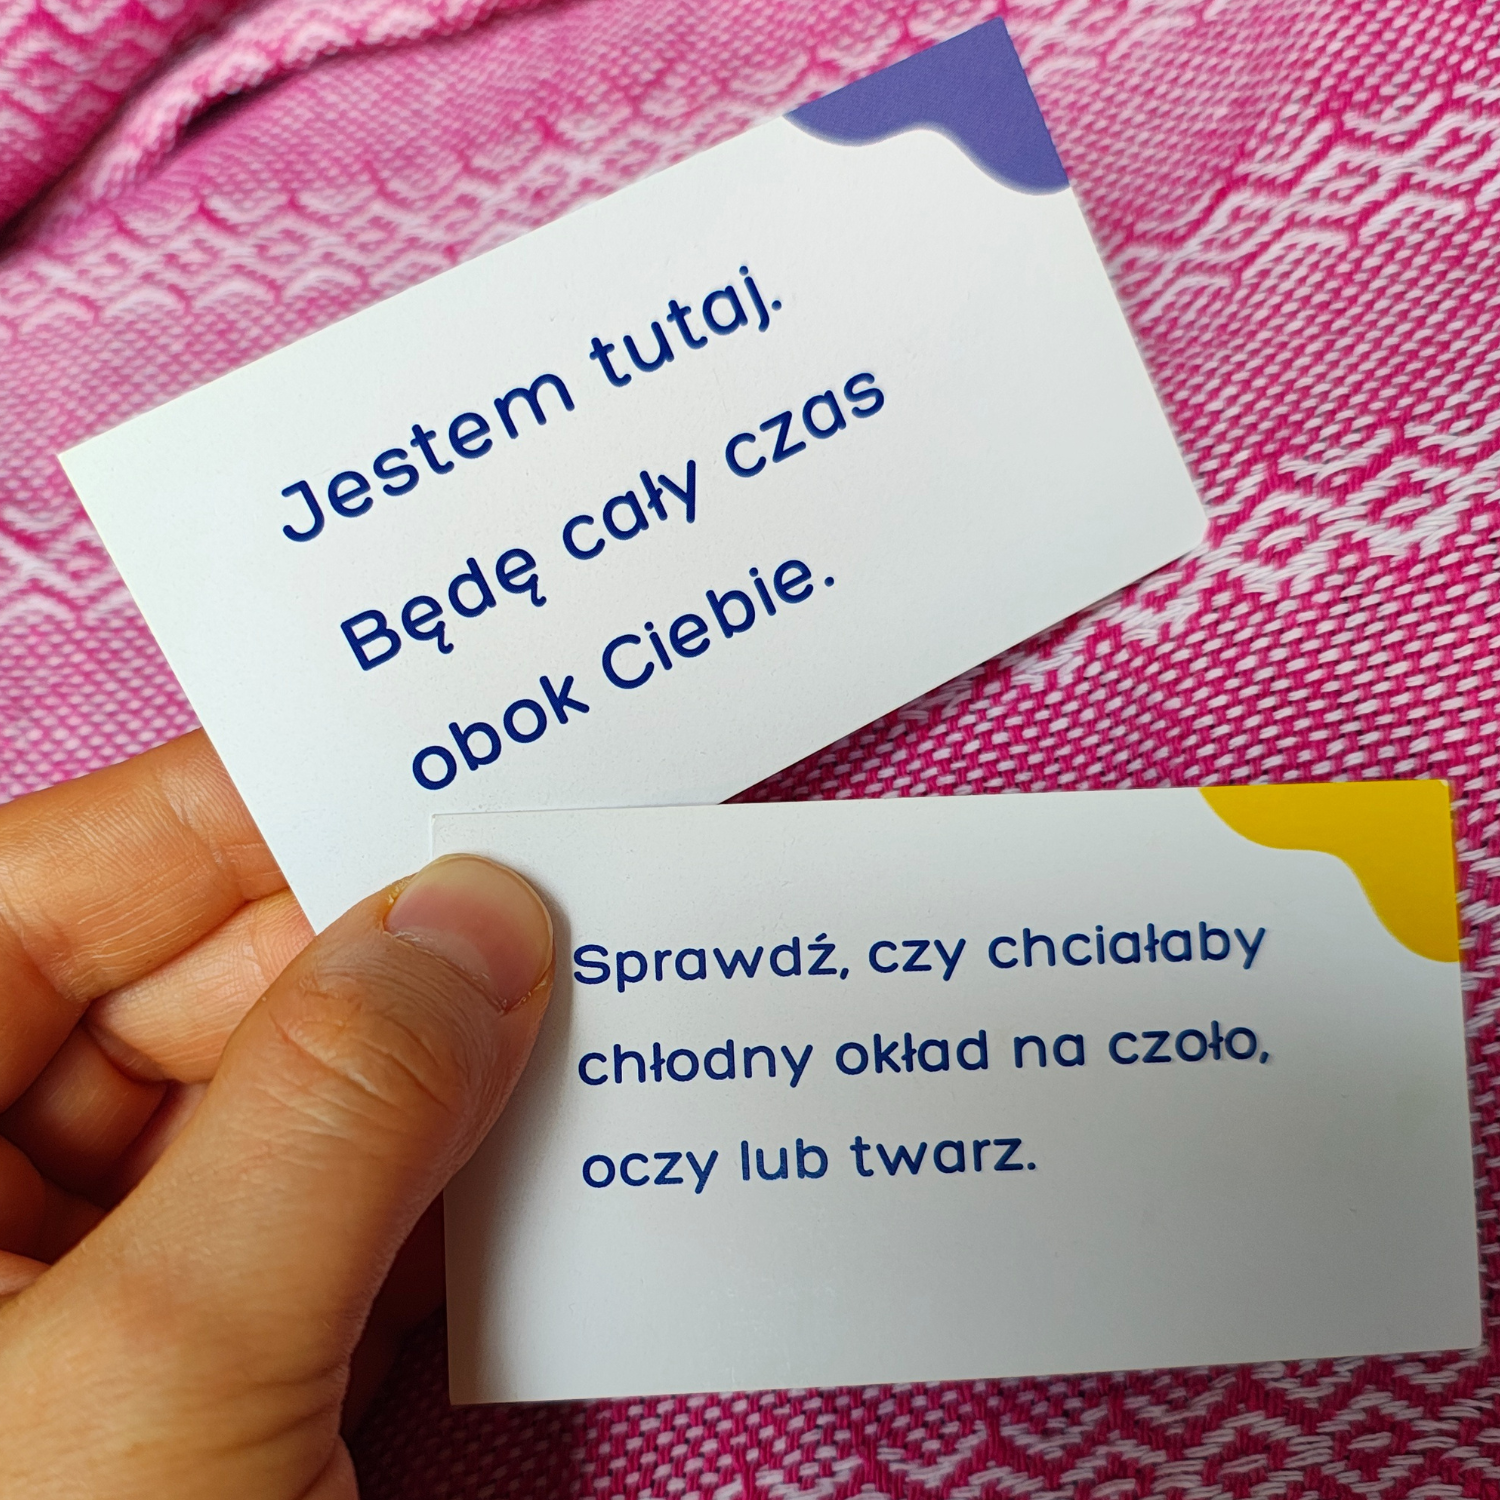 Jestem tutaj.
Będę cały czas
obok Ciebie.
Sprawdź, czy chciałaby
chłodny okład na czoło,
oczy lub twarz.